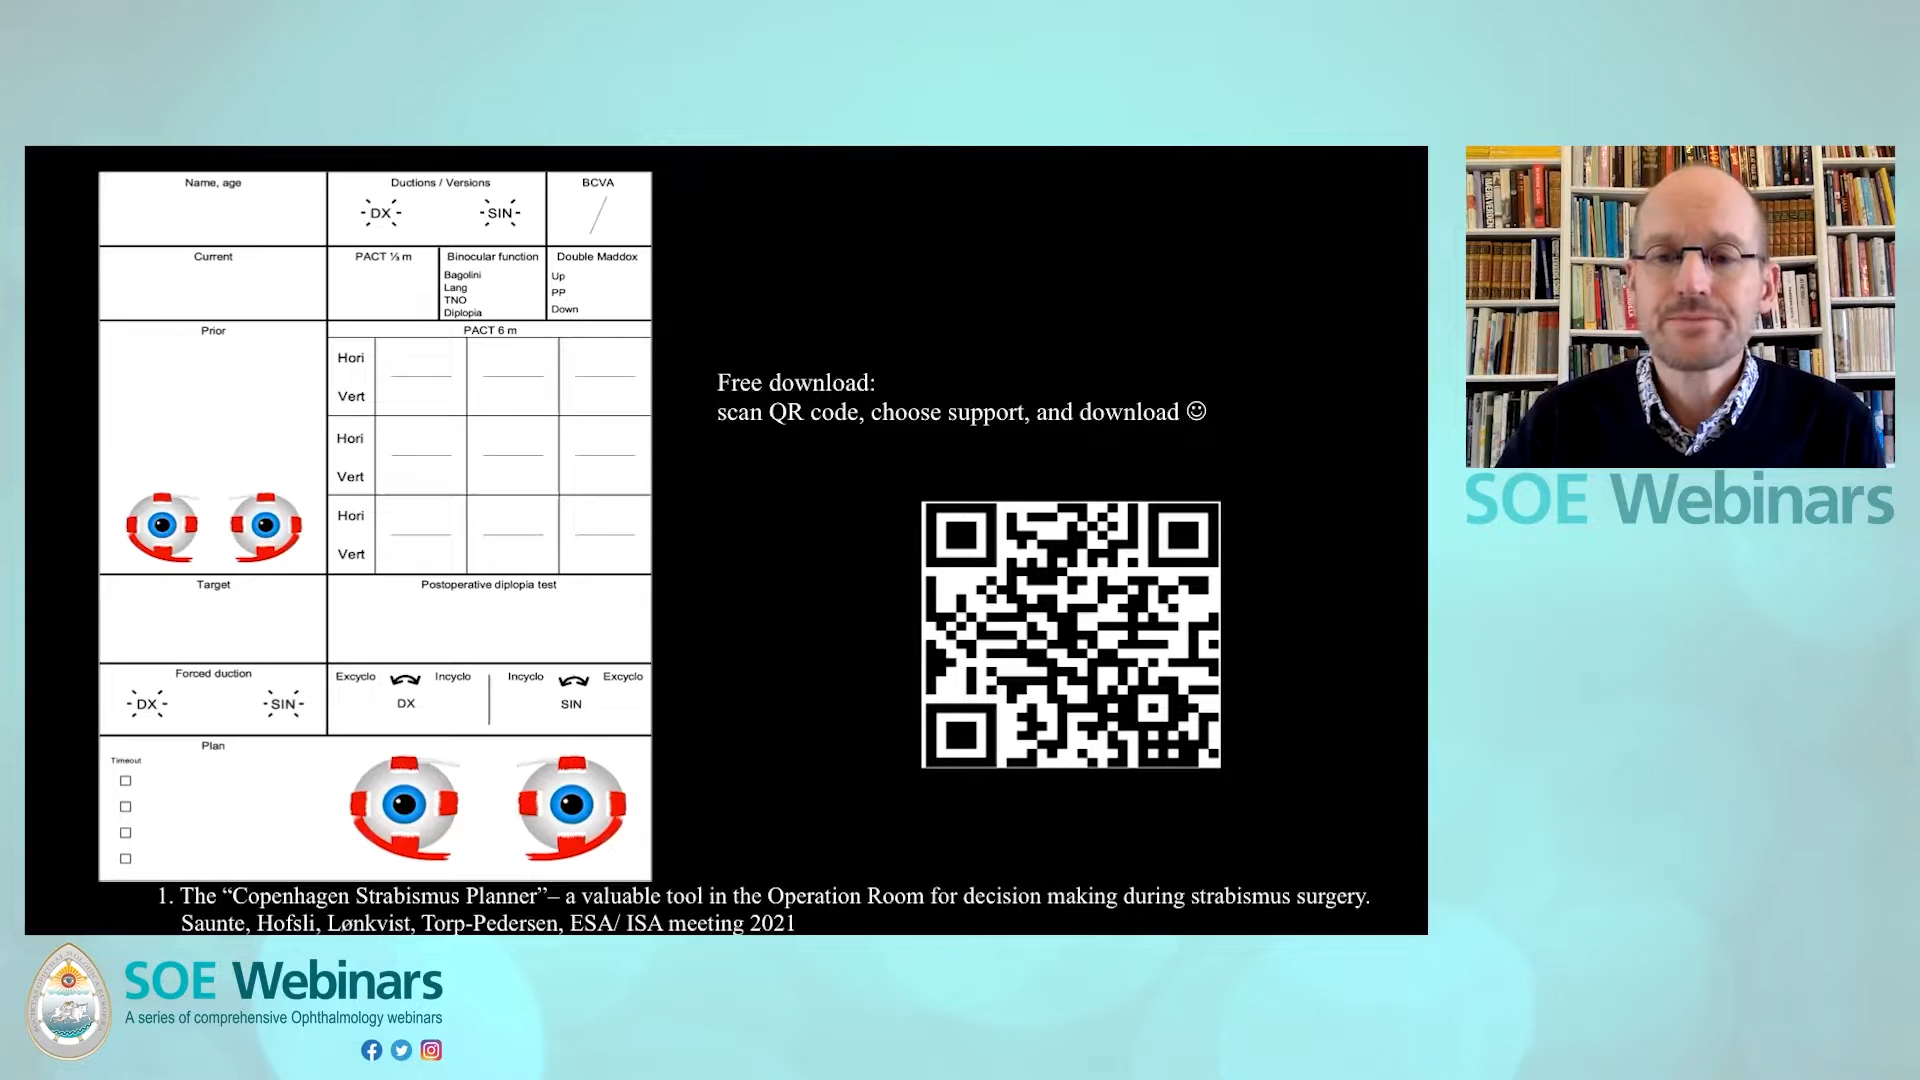 Name, age
Ductions / Versions
BCVA
DX
SIN
Current
PACT ⅓ m
Binocular function
Double Maddox
Bagolini
Lang
TNO
Diplopia
Up
PP
Down
Prior
PACT 6 m
Hori
Vert
Hori
Vert
Hori
Vert
Target
Postoperative diplopia test
Forced duction
DX
SIN
Excyclo
Incyclo
DX
Incyclo
Excyclo
SIN
Plan
Timeout
Free download:
scan QR code, choose support, and download ☺
1. The “Copenhagen Strabismus Planner”– a valuable tool in the Operation Room for decision making during strabismus surgery.
Saunte, Hofsli, Lønkvist, Torp-Pedersen, ESA/ ISA meeting 2021
SOE Webinars
SOE Webinars
A series of comprehensive Ophthalmology webinars